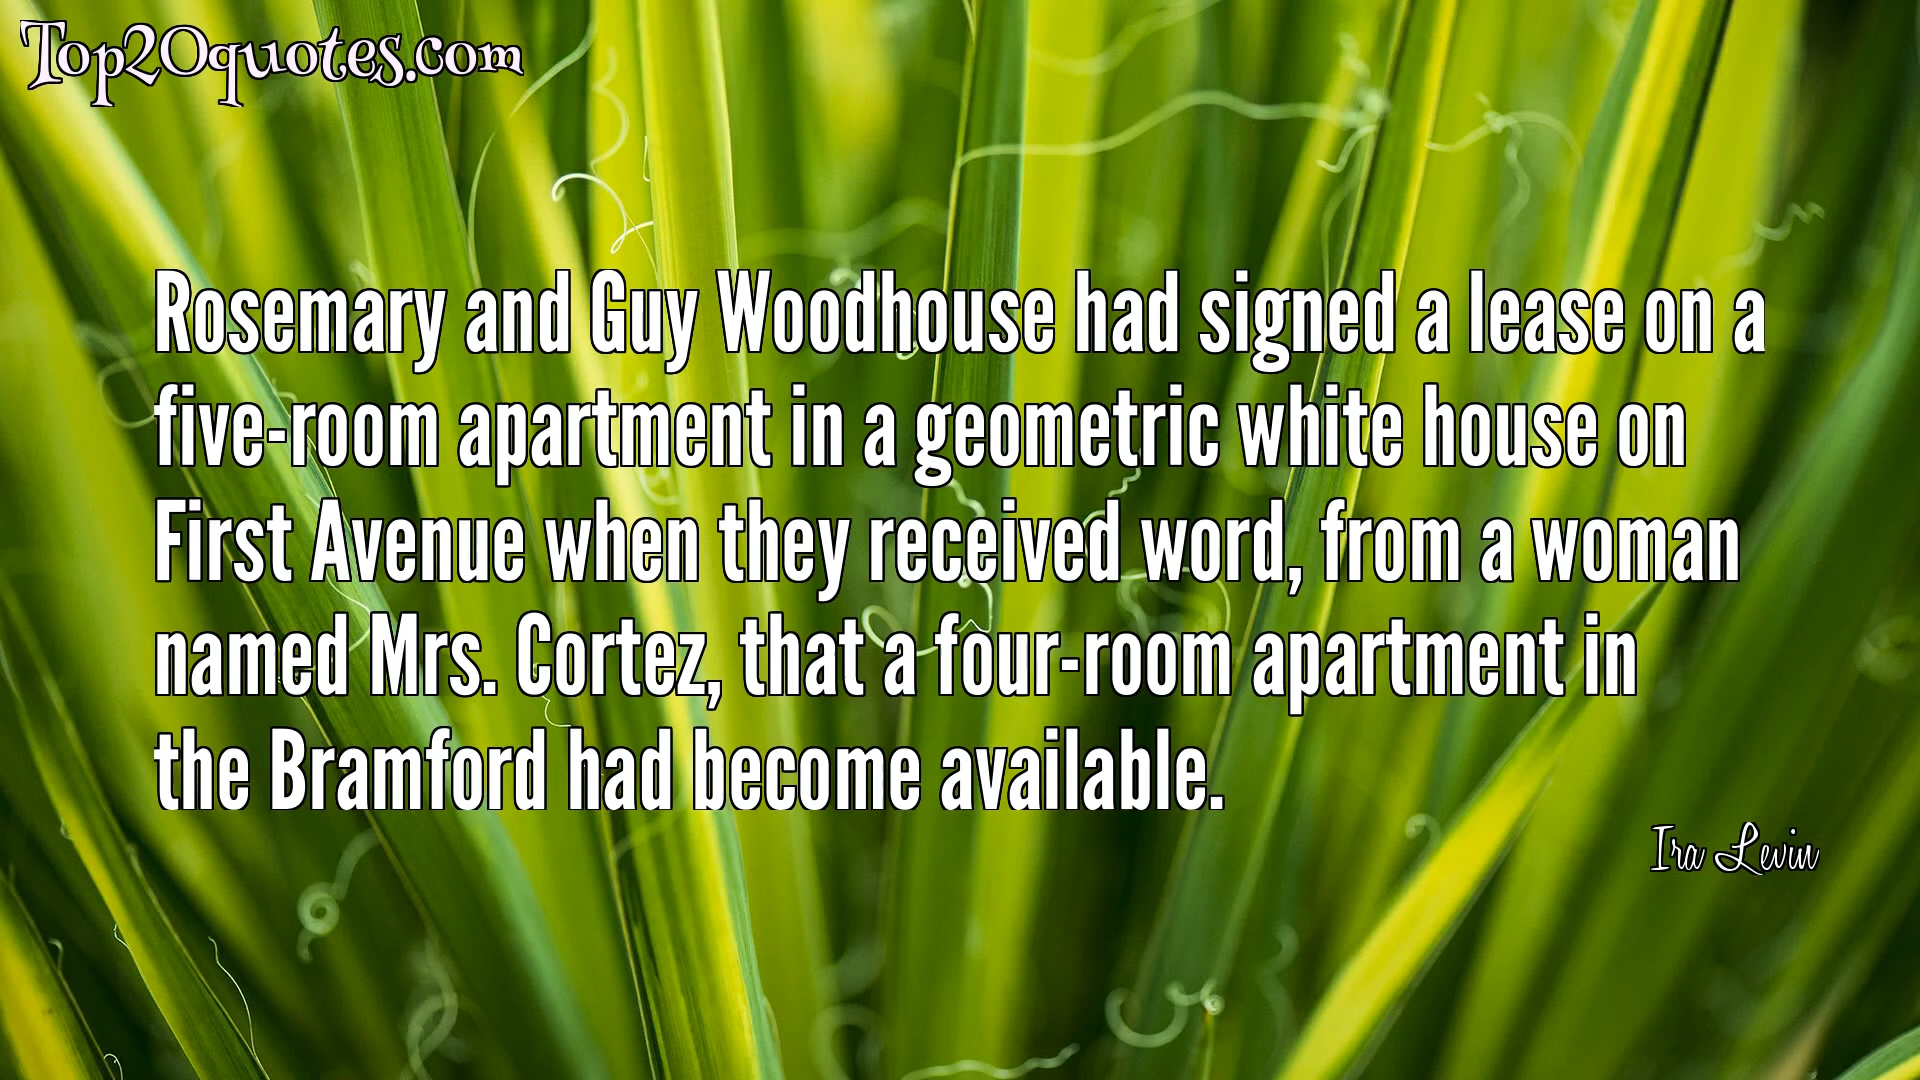 Top20quotes.com
Rosemary and Guy Woodhouse had signed a lease on a
five-room apartment in a geometric white house on
First Avenue when they received word, from a woman
named Mrs. Cortez, that a four-room apartment in
the Bramford had become available.
Ira Levin